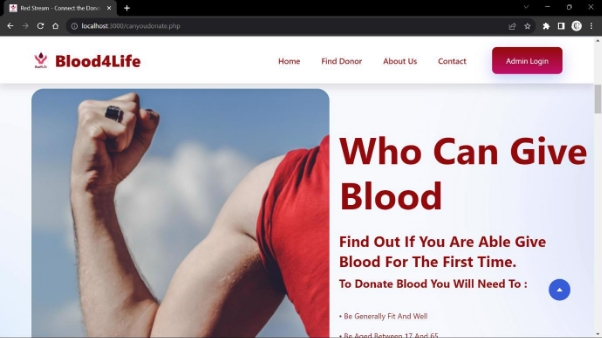 Red Stream - Connect the Dono
localhost:3000/canyoudonate.php
Blood4Life
Home
Find Donor
About Us
Contact
Admin Login
Who Can Give
Blood
Find Out If You Are Able Give
Blood For The First Time.
To Donate Blood You Will Need To :
• Be Generally Fit And Well
• Be Aged Between 17 And 65